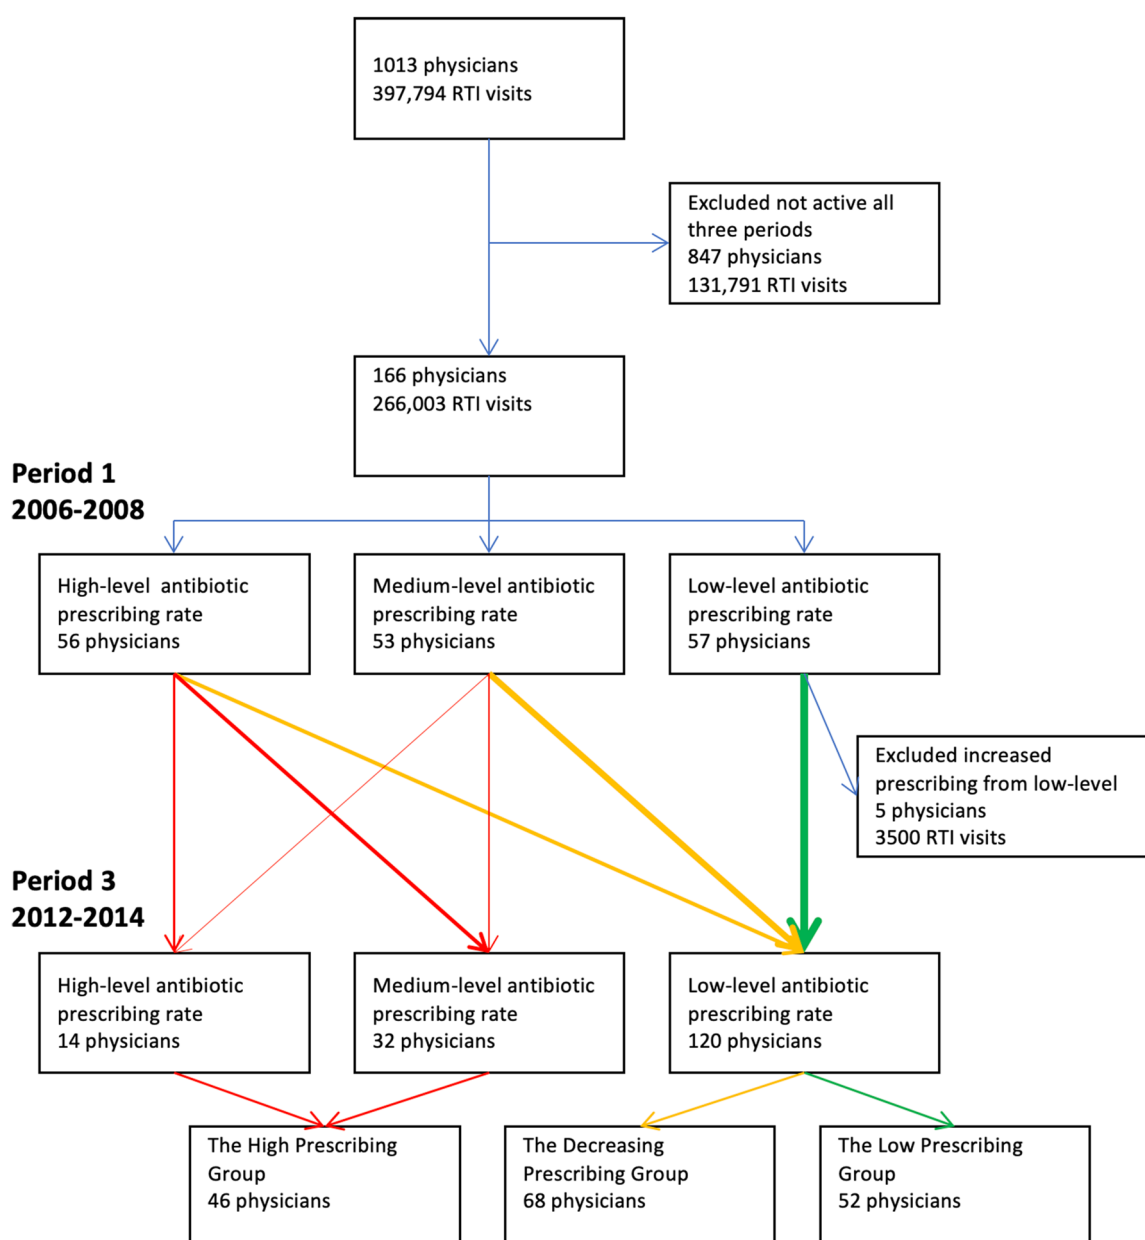 1013 physicians
397,794 RTI visits
Excluded not active all
three periods
847 physicians
131,791 RTI visits
166 physicians
266,003 RTI visits
Period 1
2006-2008
High-level antibiotic
prescribing rate
56 physicians
Medium-level antibiotic
prescribing rate
53 physicians
Low-level antibiotic
prescribing rate
57 physicians
Excluded increased
prescribing from low-level
5 physicians
3500 RTI visits
Period 3
2012-2014
High-level antibiotic
prescribing rate
14 physicians
Medium-level antibiotic
prescribing rate
32 physicians
Low-level antibiotic
prescribing rate
120 physicians
The High Prescribing
Group
46 physicians
The Decreasing
Prescribing Group
68 physicians
The Low Prescribing
Group
52 physicians